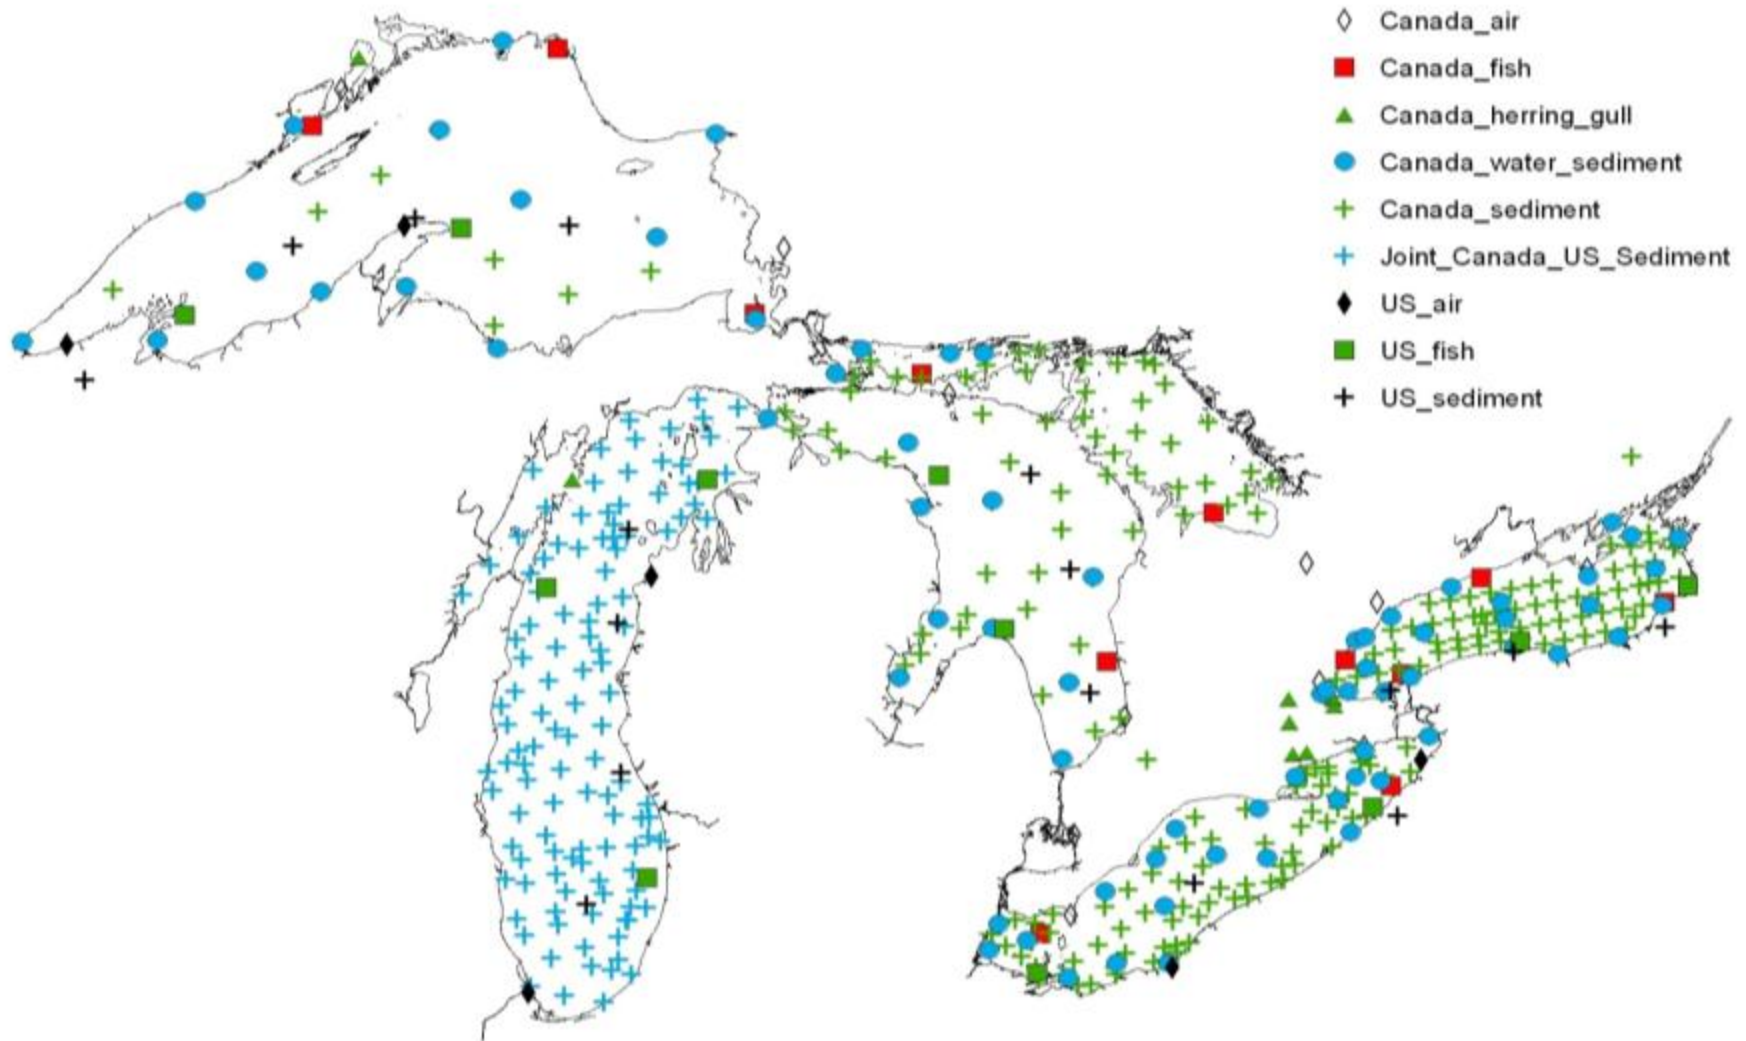 Canada_air
Canada_fish
Canada_herring_gull
Canada_water_sediment
Canada_sediment
Joint_Canada_US_Sediment
US_air
US_fish
US_sediment